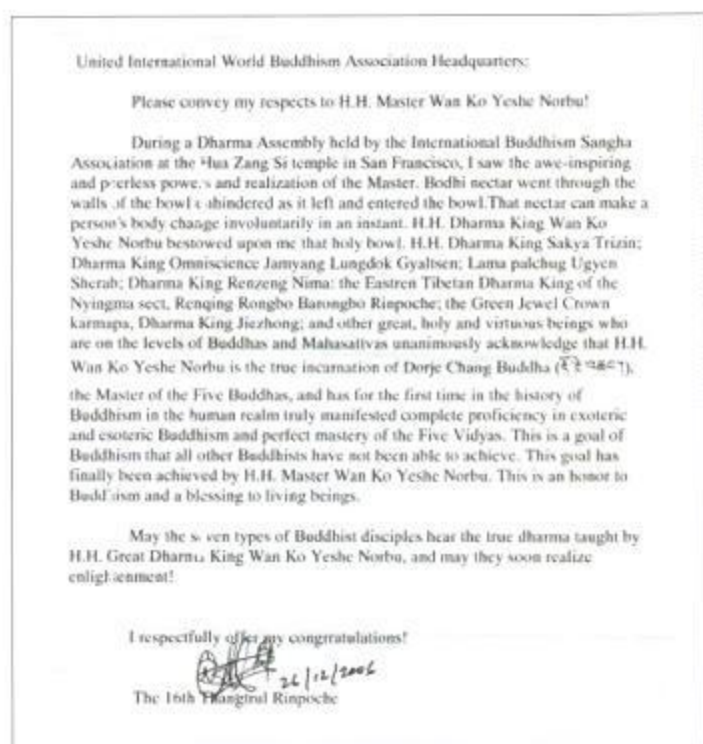 United International World Buddhism Association Headquarters:
Please convey my respects to H.H. Master Wan Ko Yeshe Norbu!
During a Dharma Assembly held by the International Buddhism Sangha
Association at the Hua Zang Si temple in San Francisco, I saw the awe-inspiring
and peerless powers and realization of the Master. Bodhi nectar went through the
walls of the bowl unhindered as it left and entered the bowl.That nectar can make a
person's body change involuntarily in an instant. H.H. Dharma King Wan Ko
Yeshe Norbu bestowed upon me that holy bowl. H.H. Dharma King Sakya Trizin;
Dharma King Omniscience Jamyang Lungdok Gyaltsen; Lama palchug Ugyen
Sherab; Dharma King Renzeng Nima; the Eastren Tibetan Dharma King of the
Nyingma sect, Renqing Rongbo Barongbo Rinpoche; the Green Jewel Crown
karmapa, Dharma King Jiezhong; and other great, holy and virtuous beings who
are on the levels of Buddhas and Mahasativas unanimously acknowledge that H.H.
Wan Ko Yeshe Norbu is the true incarnation of Dorje Chang Buddha ( ),
the Master of the Five Buddhas, and has for the first time in the history of
Buddhism in the human realm truly manifested complete proficiency in exoteric
and esoteric Buddhism and perfect mastery of the Five Vidyas. This is a goal of
Buddhism that all other Buddhists have not been able to achieve. This goal has
finally been achieved by H.H. Master Wan Ko Yeshe Norbu. This is an honor to
Buddhism and a blessing to living beings.
May the seven types of Buddhist disciples hear the true dharma taught by
H.H. Great Dharma King Wan Ko Yeshe Norbu, and may they soon realize
enlightenment!
I respectfully offer my congrratulations!
26/12/2006
The 16th Thangtrul Rinpoche